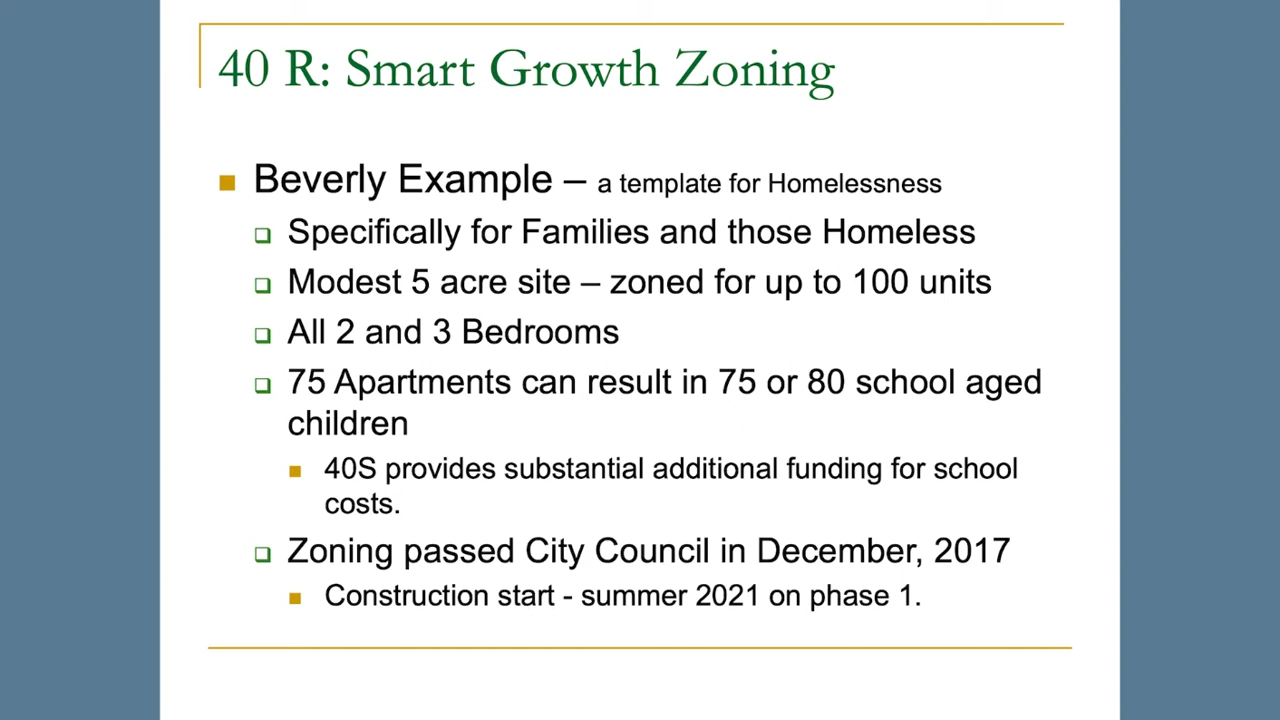 40 R: Smart Growth Zoning
Beverly Example – a template for Homelessness
Specifically for Families and those Homeless
Modest 5 acre site – zoned for up to 100 units
All 2 and 3 Bedrooms
75 Apartments can result in 75 or 80 school aged
children
40S provides substantial additional funding for school
costs.
Zoning passed City Council in December, 2017
Construction start - summer 2021 on phase 1.